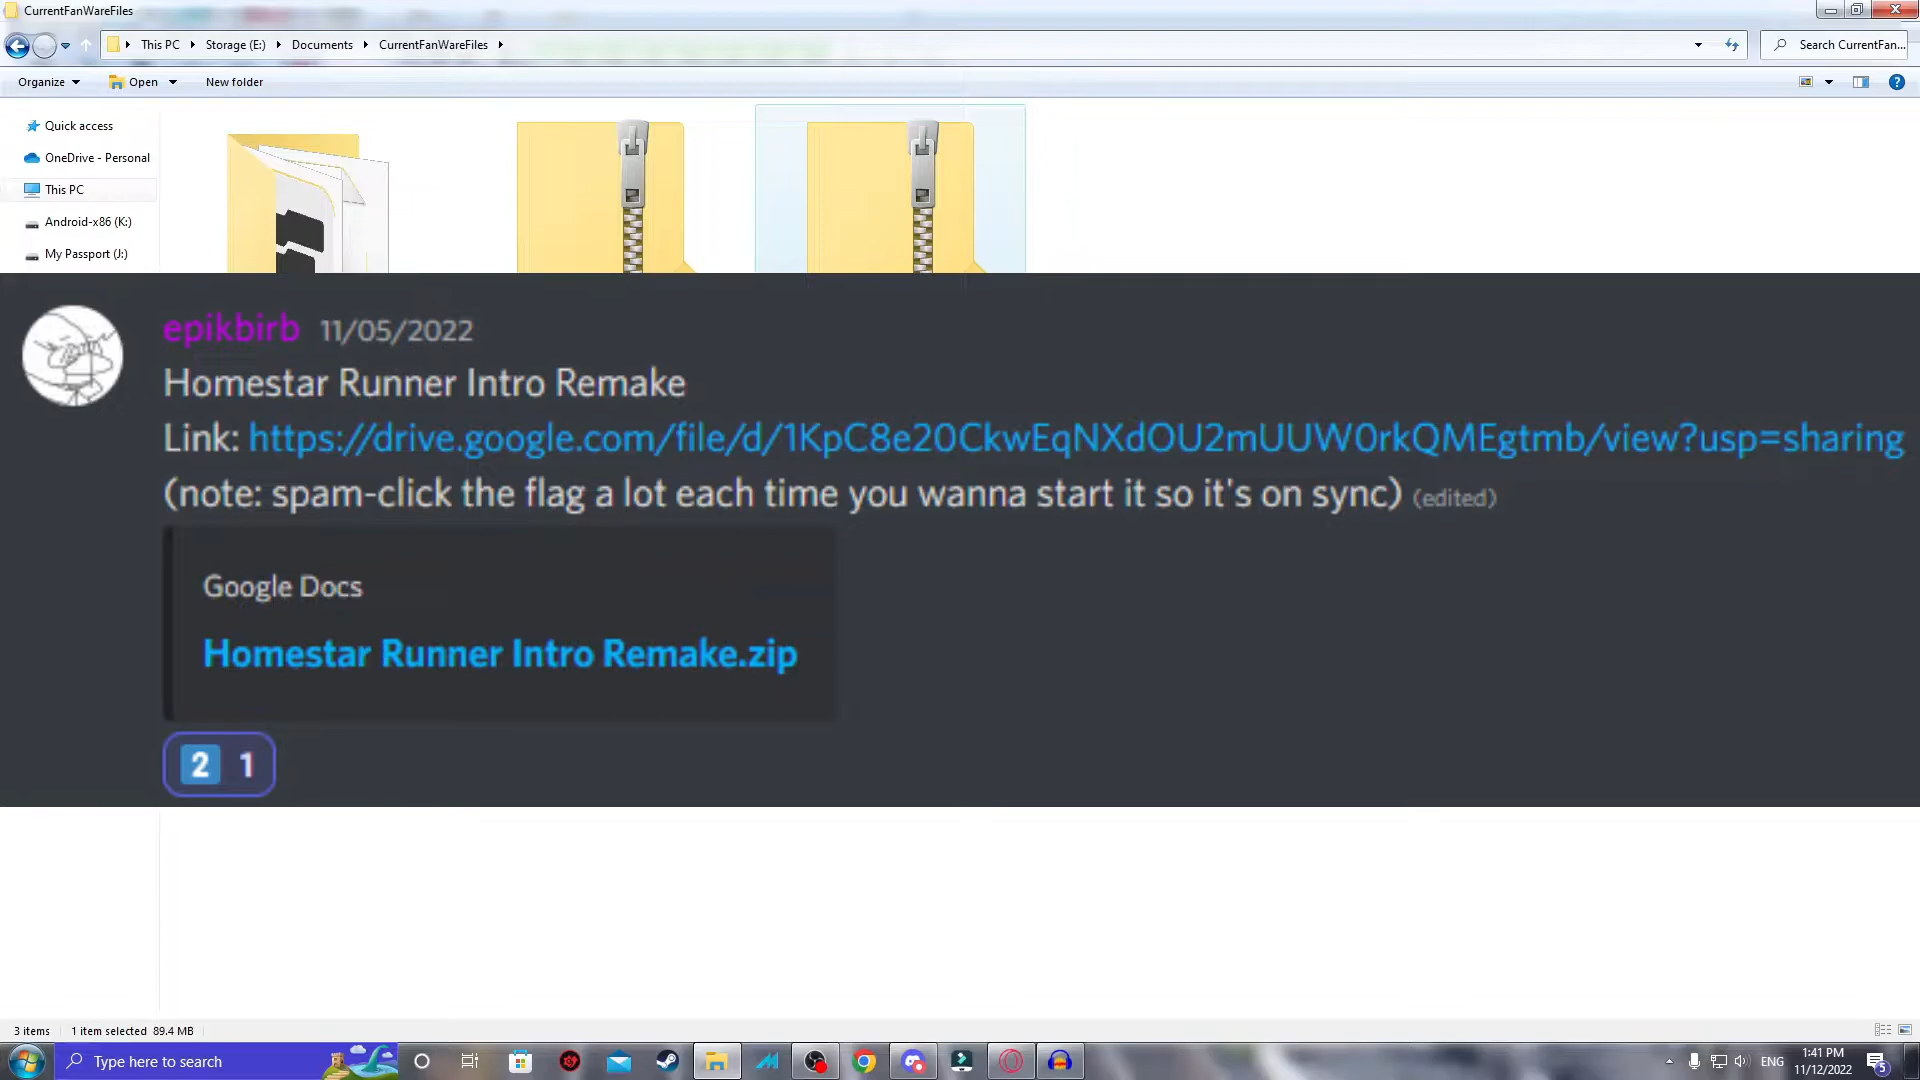 CurrentFanWareFiles
This PC Storage (E:) Documents CurrentFanWareFiles
Search CurrentFan...
Organize Open New folder
Quick access
OneDrive - Personal
This PC
Android-x86 (K:)
My Passport (J:)
epikbirb 11/05/2022
Homestar Runner Intro Remake
Link: https://drive.google.com/file/d/1KpC8e20CkwEqNXdOU2mUUW0rkQMEgtmb/view?usp=sharing
(note: spam-click the flag a lot each time you wanna start it so it's on sync) (edited)
Google Docs
Homestar Runner Intro Remake.zip
2 1
3 items 1 item selected 89.4 MB
Type here to search
ENG
1:41 PM
11/12/2022
5